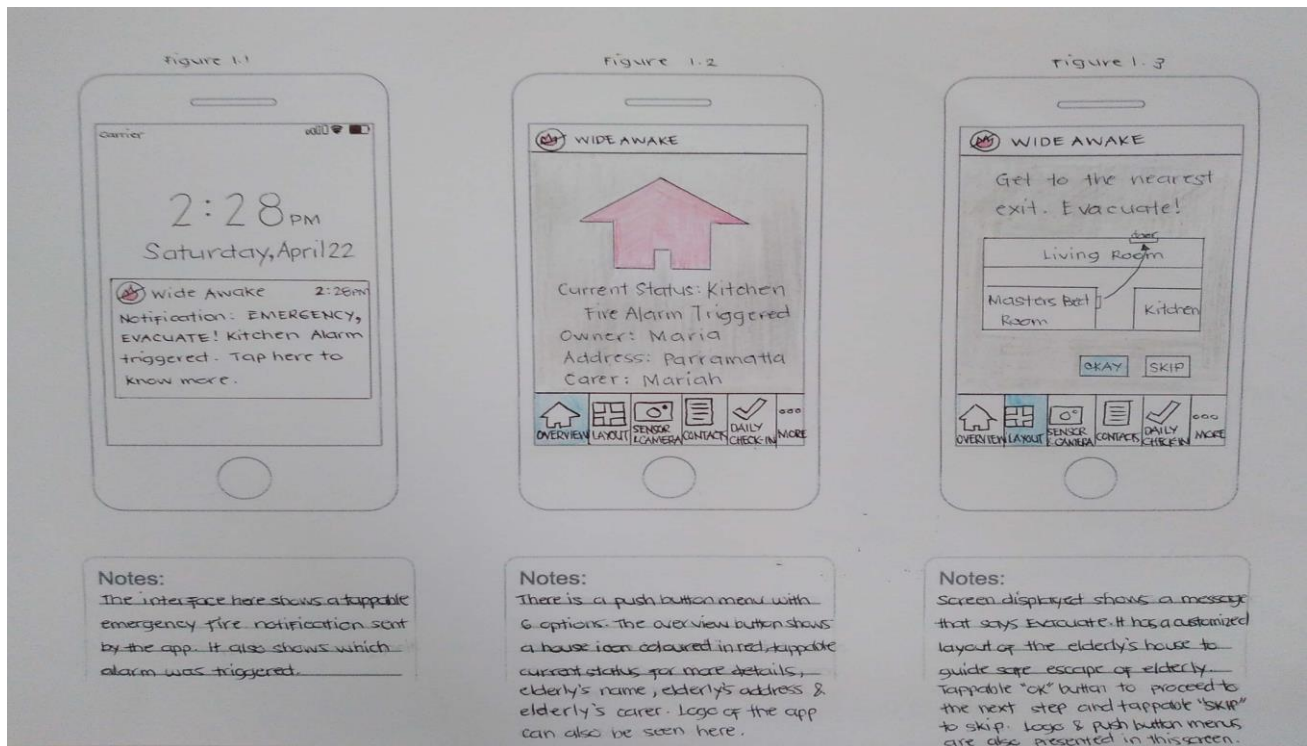 Figure 1.1
Carrier
2:28 PM
Saturday, April 22
Wide Awake 2:28PM
Notification: EMERGENCY,
EVACUATE! Kitchen Alarm
triggered. Tap here to
know more.
Notes:
The interface here shows a tappable
emergency fire notification sent
by the app. It also shows which
alarm was triggered.
Figure 1.2
WIDE AWAKE
Current Status: Kitchen
Fire Alarm Triggered
Owner: Maria
Address: Parramatta
Carer: Mariah
OVERVIEW
LAYOUT
SENSOR
& CAMERA
CONTACTS
DAILY
CHECK-IN
MORE
Notes:
There is a push button menu with
6 options. The overview button shows
a house icon coloured in red, tappable
current status for more details,
elderly's name, elderly's address &
elderly's carer. Logo of the app
can also be seen here.
Figure 1.3
WIDE AWAKE
Get to the nearest
exit. Evacuate!
door
Living Room
Masters Bed
Room
Kitchen
OKAY
SKIP
OVERVIEW
LAYOUT
SENSOR
& CAMERA
CONTACTS
DAILY
CHECK-IN
MORE
Notes:
Screen displayed shows a message
that says Evacuate. It has a customized
layout of the elderly's house to
guide safe escape of elderly.
Tappable "OK" button to proceed to
the next step and tappable "SKIP"
to skip. Logo & push button menus
are also presented in this screen.